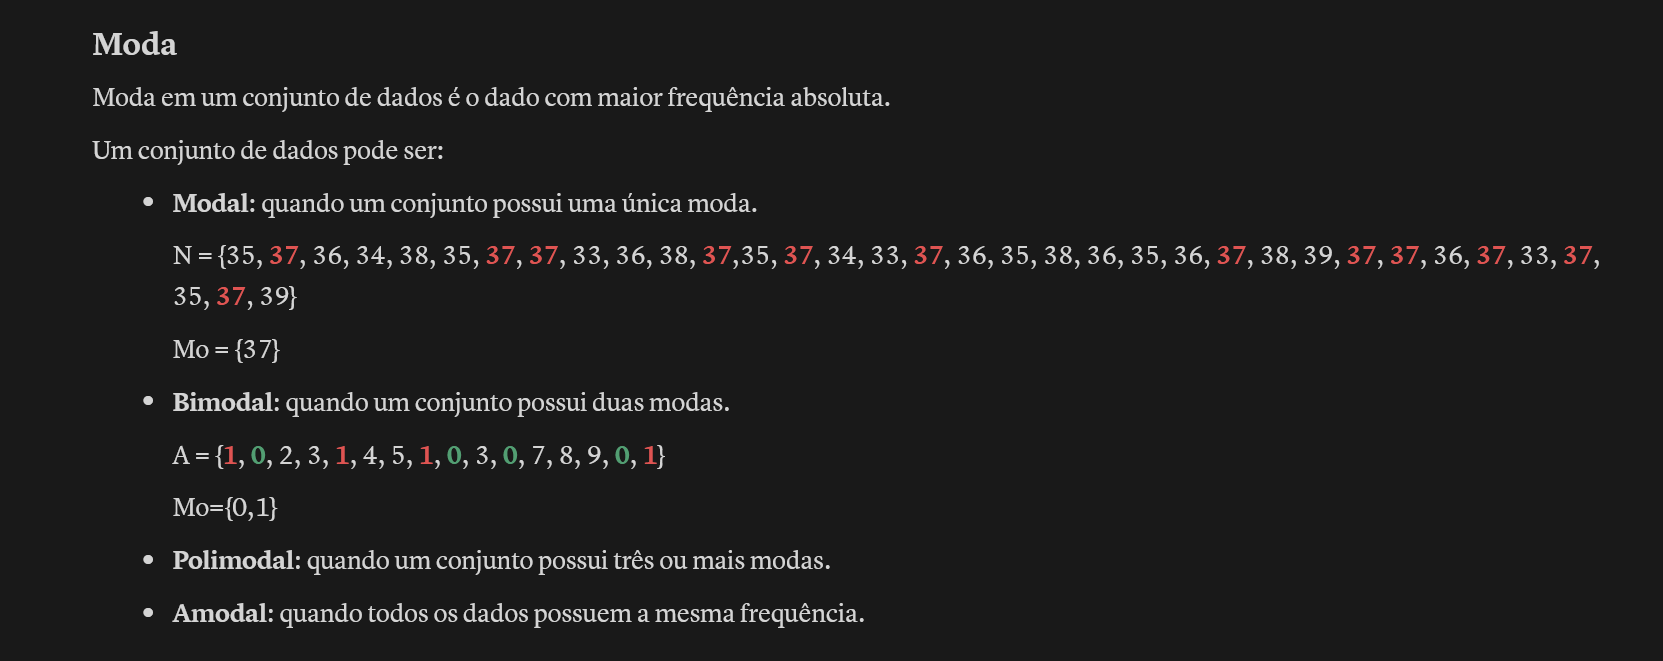 Moda
Moda em um conjunto de dados é o dado com maior frequência absoluta.
Um conjunto de dados pode ser:
• Modal: quando um conjunto possui uma única moda.
N = {35, 37, 36, 34, 38, 35, 37, 37, 33, 36, 38, 37,35, 37, 34, 33, 37, 36, 35, 38, 36, 35, 36, 37, 38, 39, 37, 37, 36, 37, 33, 37,
35, 37, 39}
Mo = {37}
• Bimodal: quando um conjunto possui duas modas.
A = {1, 0, 2, 3, 1, 4, 5, 1, 0, 3, 0, 7, 8, 9, 0, 1}
Mo={0,1}
• Polimodal: quando um conjunto possui três ou mais modas.
• Amodal: quando todos os dados possuem a mesma frequência.